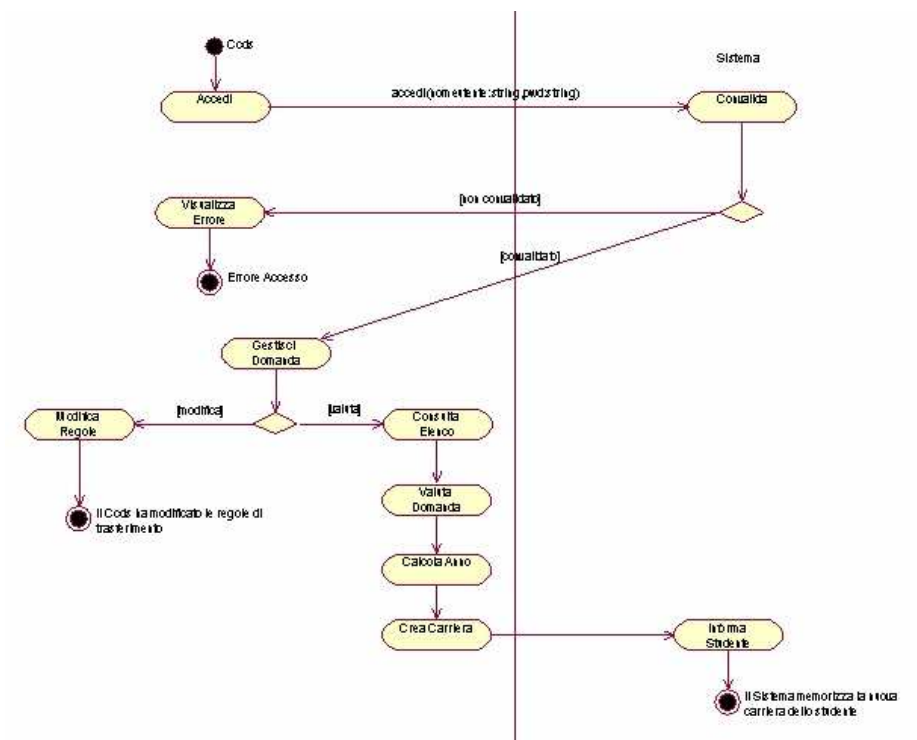 Ccds
Sistema
Accedi
accedi(nomeutente:string,pwd:string)
Convalida
[non convalidato]
Visualizza
Errore
[convalidato]
Errore Accesso
Gestisci
Domanda
[modifica]
[valuta]
Modifica
Regole
Consulta
Elenco
Valuta
Domanda
Il Ccds ha modificato le regole di
trasferimento
Calcola Anno
Crea Carriera
Informa
Studente
Il Sistema memorizza la nuova
carriera dello studente